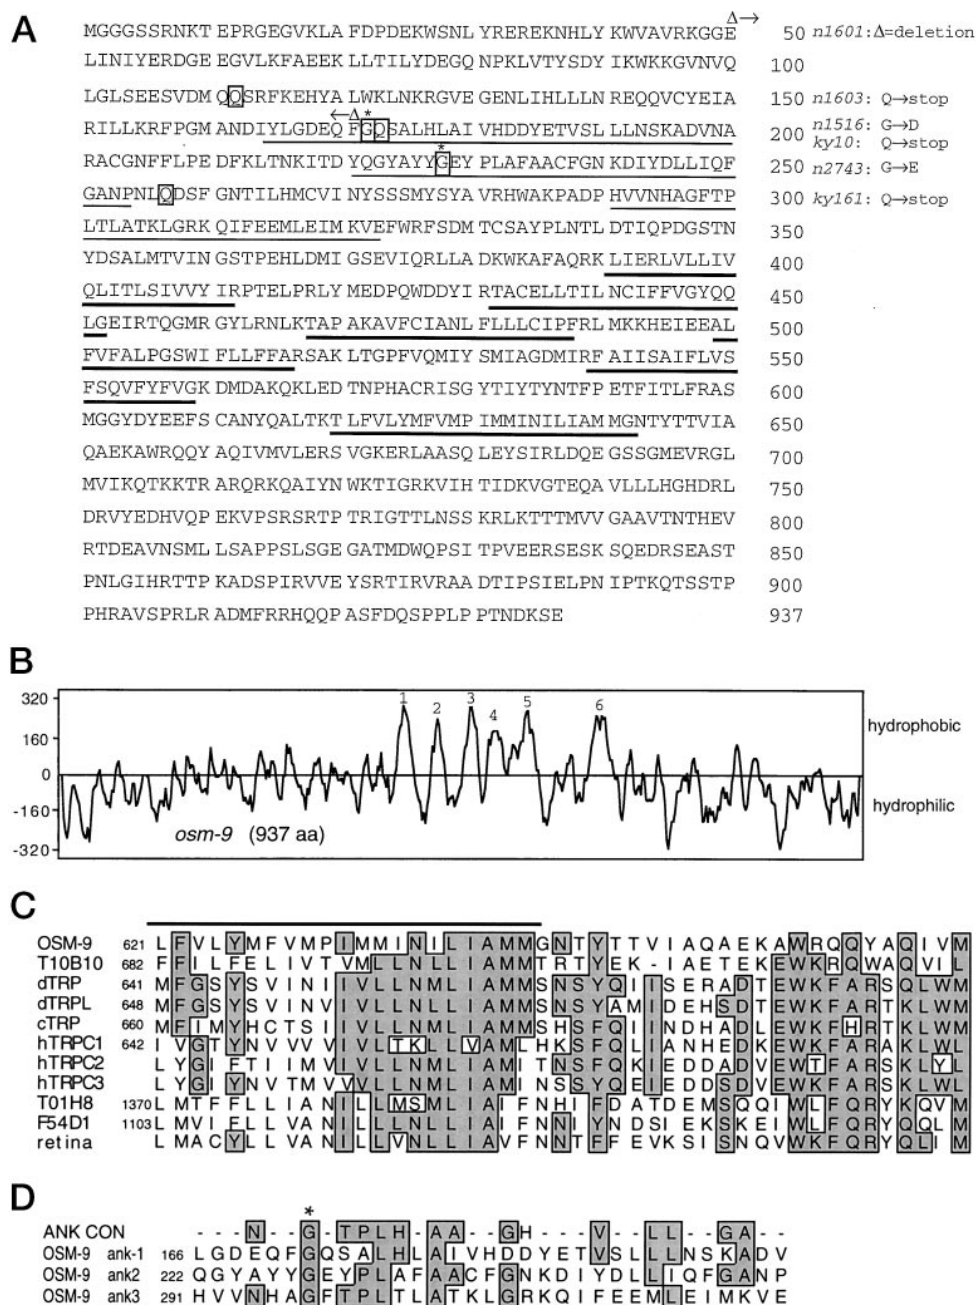 A
Δ→
MGGGSSRNKT EPRGEGVKLA FDPDEKWSNL YREREKNHLY KWVAVRKGGE 50 n1601:Δ=deletion
LINIYERDGE EGVLKFAEEK LLTILYDEGQ NPKLVTYSDY IKWKKGVNVQ 100
LGLSEESVDM QQSRFKEHYA LWKLNKRGVE GENLIHLLLN REQQVCYEIA 150 n1603: Q→stop
←Δ *
RILLKRFPGM ANDIYLGDEQ FGQSALHLAI VHDDYETVSL LLNSKADVNA 200 n1516: G→D
ky10: Q→stop
*
RACGNFFLPE DFKLTNKITD YQGYAYYGEY PLAFAACFGN KDIYDLLIQF 250 n2743: G→E
GANPNLQDSF GNTILHMCVI NYSSSMYSYA VRHWAKPADP HVVNHAGFTP 300 ky161: Q→stop
LTLATKLGRK QIFEEMLEIM KVEFWRFSDM TCSAYPLNTL DTIQPDGSTN 350
YDSALMTVIN GSTPEHLDMI GSEVIQRLLA DKWKAFAQRK LIERLVLLIV 400
QLITLSIVVY IRPTELPRLY MEDPQWDDYI RTACELLTIL NCIFFVGYQQ 450
LGEIRTQGMR GYLRNLKTAP AKAVFCIANL FLLLCIPFRL MKKHEIEEAL 500
FVFALPGSWI FLLFFARSAK LTGPFVQMIY SMIAGDMIRF AIISAIFLVS 550
FSQVFYFVGK DMDAKQKLED TNPHACRISG YTIYTYNTFP ETFITLFRAS 600
MGGYDYEEFS CANYQALTKT LFVLYMFVMP IMMINILIAM MGNTYTTVIA 650
QAEKAWRQQY AQIVMVLERS VGKERLAASQ LEYSIRLDQE GSSGMEVRGL 700
MVIKQTKKTR ARQRKQAIYN WKTIGRKVIH TIDKVGTEQA VLLLHGHDRL 750
DRVYEDHVQP EKVPSRSRTP TRIGTTLNSS KRLKTTTMVV GAAVTNTHEV 800
RTDEAVNSML LSAPPSLSGE GATMDWQPSI TPVEERSESK SQEDRSEAST 850
PNLGIHRTTP KADSPIRVVE YSRTIRVRAA DTIPSIELPN IPTKQTSSTP 900
PHRAVSPRLR ADMFRRHQQP ASFDQSPPLP PTNDKSE 937
B
320
160
0
-160
-320
1 2 3 4 5 6
hydrophobic
hydrophilic
osm-9 (937 aa)
C
OSM-9 621 L F V L Y M F V M P I M M I N I L I A M M G N T Y T T V I A Q A E K A W R Q Q Y A Q I V M
T10B10 682 F F I L F E L I V T V M L L N L L I A M M T R T Y E K - I A E T E K E W K R Q W A Q V I L
dTRP 641 M F G S Y S V I N I I V L L N M L I A M M S N S Y Q I I S E R A D T E W K F A R S Q L W M
dTRPL 648 M F G S Y S V I N V I V L L N M L I A M M S N S Y A M I D E H S D T E W K F A R T K L W M
cTRP 660 M F I M Y H C T S I I V L L N M L I A M M S H S F Q I I N D H A D L E W K F H R T K L W M
hTRPC1 642 I V G T Y N V V V V I V L T K L L V A M L H K S F Q L I A N H E D K E W K F A R A K L W L
hTRPC2 L Y G I F T I I M V I V L L N M L I A M I T N S F Q K I E D D A D V E W T F A R S K L Y L
hTRPC3 L Y G I Y N V T M V V V L L N M L I A M I N S S Y Q E I E D D S D V E W K F A R S K L W L
T01H8 1370 L M T F F L L I A N I L L M S M L I A I F N H I F D A T D E M S Q Q I W L F Q R Y K Q V M
F54D1 1103 L M V I F L L V A N I L L L N L L I A I F N N I Y N D S I E K S K E I W L F Q R Y Q Q L M
retina L M A C Y L L V A N I L L V N L L I A V F N N T F F E V K S I S N Q V W K F Q R Y Q L I M
D
*
ANK CON - - - N - - G - T P L H - A A - - G H - - - V - - L L - - G A - -
OSM-9 ank-1 166 L G D E Q F G Q S A L H L A I V H D D Y E T V S L L L N S K A D V
OSM-9 ank2 222 Q G Y A Y Y G E Y P L A F A A C F G N K D I Y D L L I Q F G A N P
OSM-9 ank3 291 H V V N H A G F T P L T L A T K L G R K Q I F E E M L E I M K V E